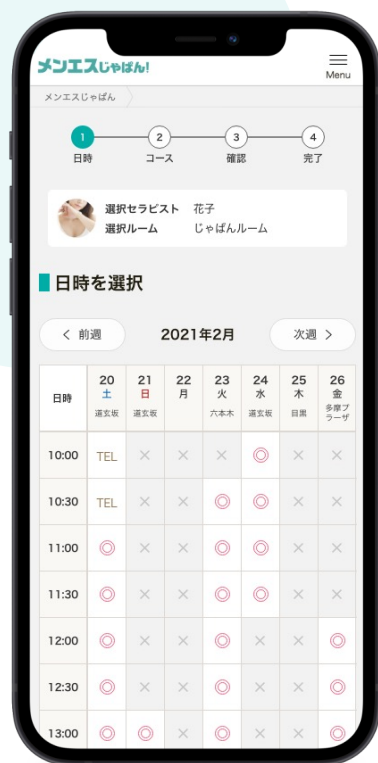 メンエスじゃぱん!
Menu
メンエスじゃぱん
1 2 3 4
日時 コース 確認 完了
選択セラピスト 花子
選択ルーム じゃぱんルーム
日時を選択
< 前週 2021年2月 次週 >
日時 20 21 22 23 24 25 26
土 日 月 火 水 木 金
道玄坂 道玄坂 六本木 道玄坂 目黒 多摩プラーザ
10:00 TEL × × × ◎ × ×
10:30 TEL × × ◎ ◎ × ×
11:00 ◎ × × ◎ ◎ × ×
11:30 ◎ × × ◎ ◎ × ×
12:00 ◎ × × ◎ × × ◎
12:30 ◎ × × ◎ × × ◎
13:00 ◎ ◎ × ◎ × × ◎